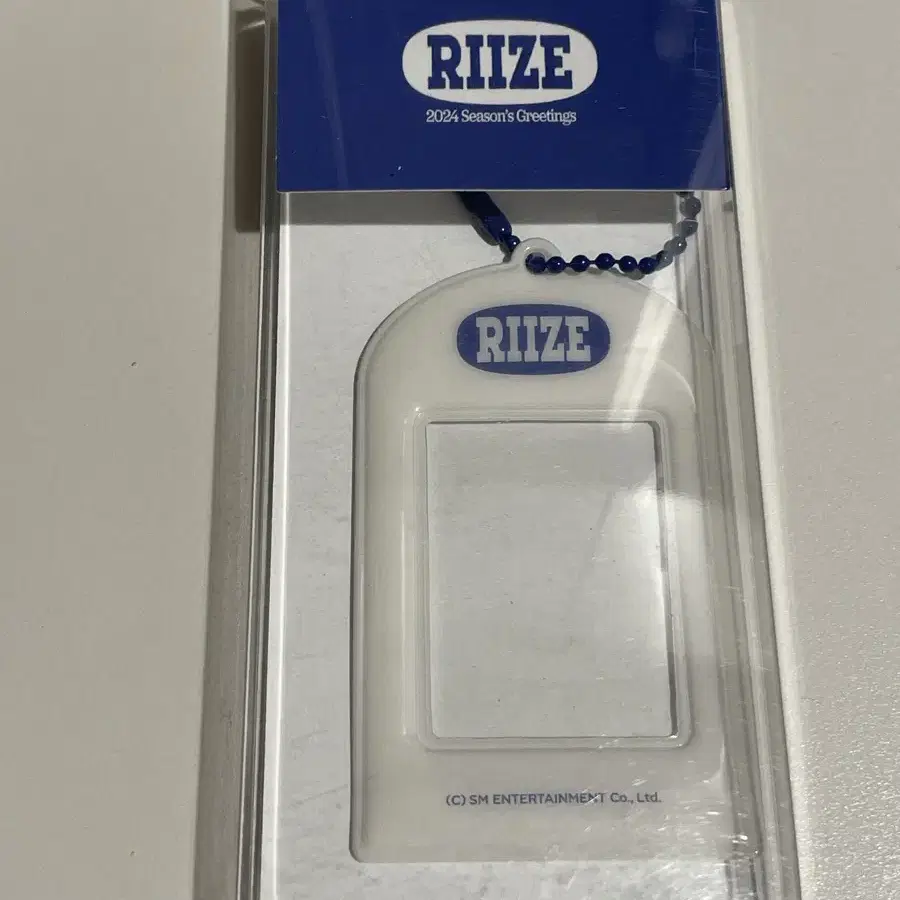 RIIZE
2024 Season's Greetings
RIIZE
(C) SM ENTERTAINMENT Co., Ltd.